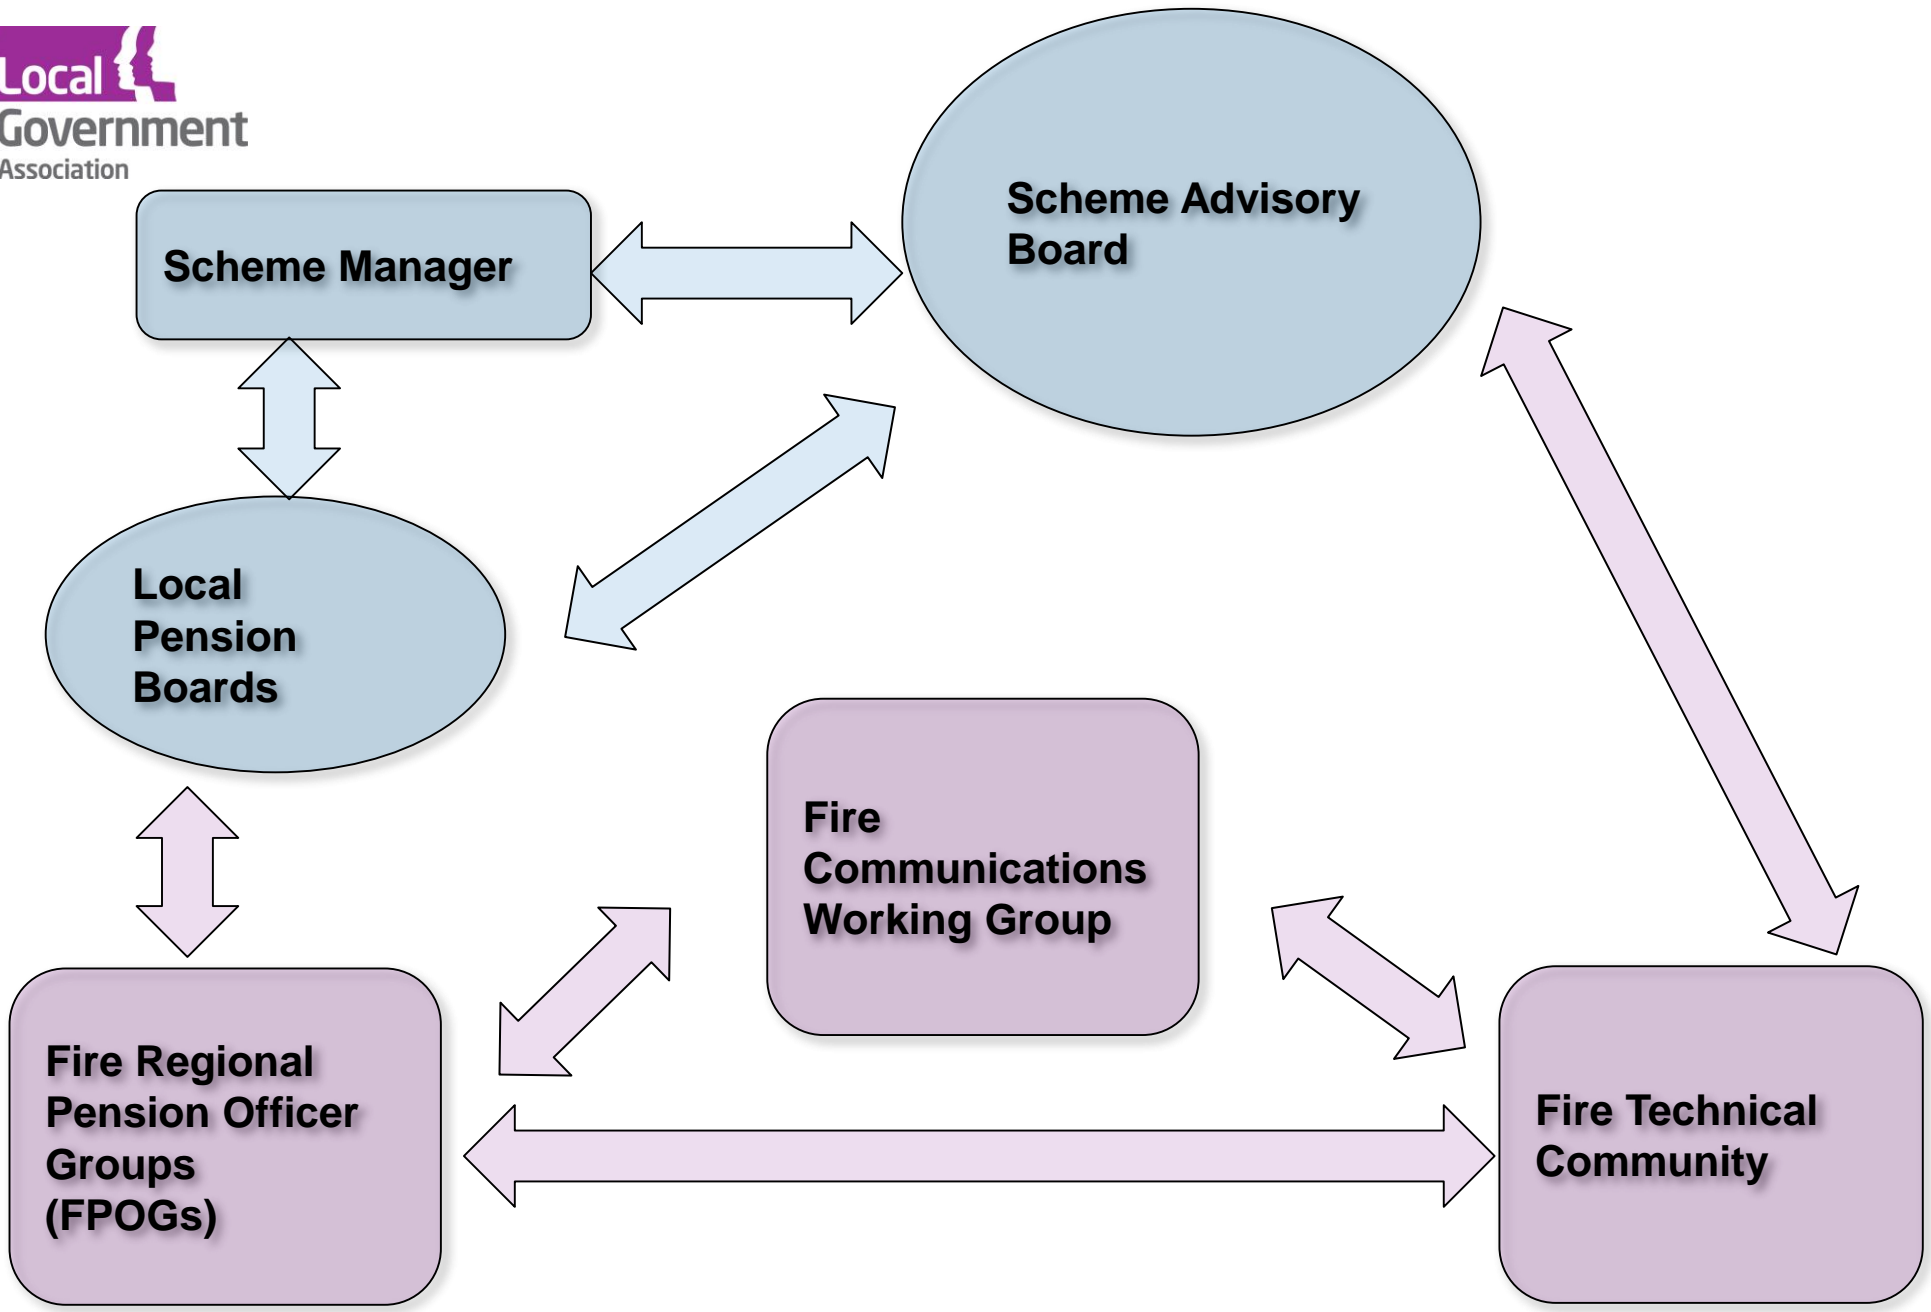 Local
Government
Association
Scheme Advisory
Board
Scheme Manager
Local
Pension
Boards
Fire
Communications
Working Group
Fire Regional
Pension Officer
Groups
(FPOGs)
Fire Technical
Community